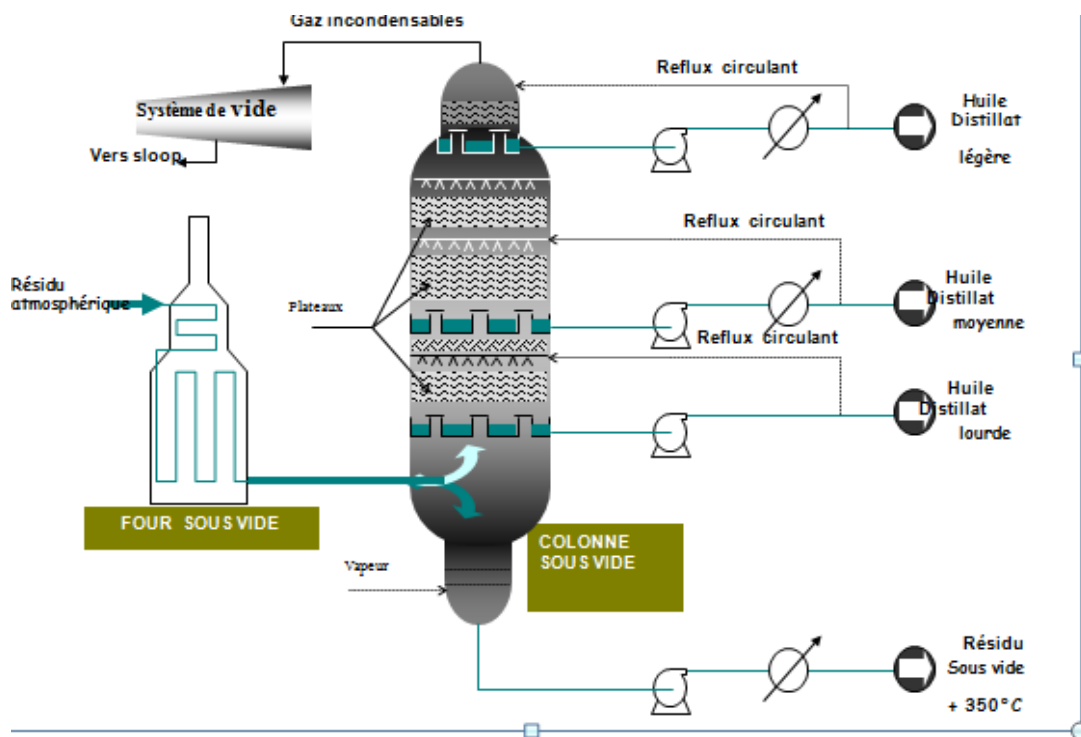 Gaz incondensables
Système de vide
Vers sloop
Reflux circulant
Huile
Distillat
légère
Résidu
atmosphérique
Plateaux
Reflux circulant
Huile
Distillat
moyenne
Reflux circulant
Huile
Distillat
lourde
FOUR SOUS VIDE
COLONNE
SOUS VIDE
Vapeur
Résidu
Sous vide
+ 350°C